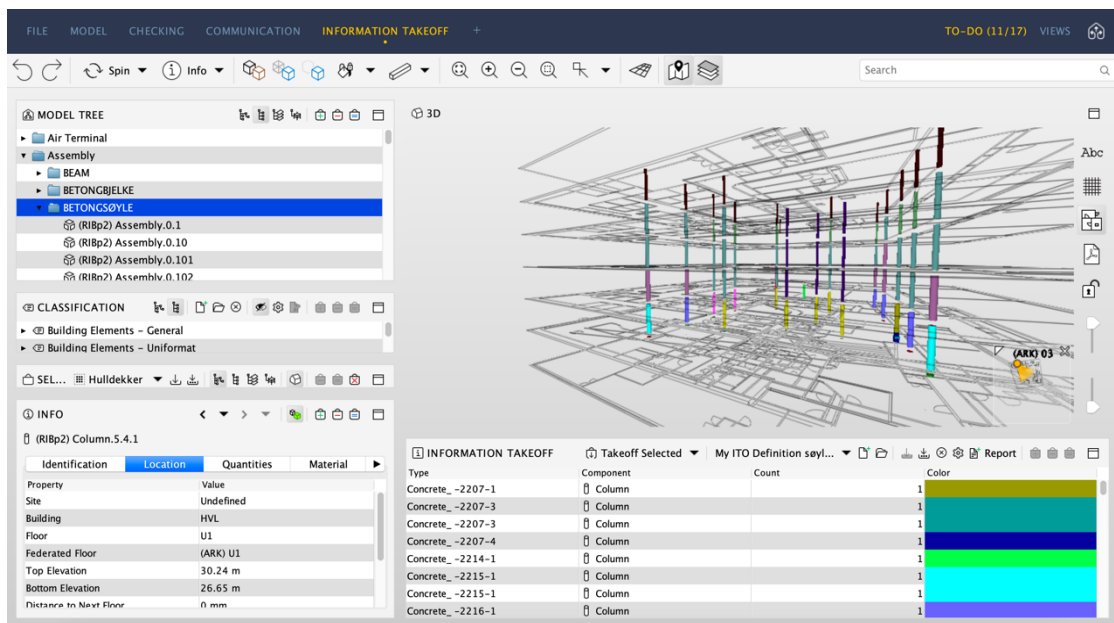 FILE MODEL CHECKING COMMUNICATION INFORMATION TAKEOFF + TO-DO (11/17) VIEWS
Spin Info Search
MODEL TREE
Air Terminal
Assembly
BEAM
BETONGBJELKE
BETONGSØYLE
(RIBp2) Assembly.0.1
(RIBp2) Assembly.0.10
(RIBp2) Assembly.0.101
(RIBp2) Assembly.0.102
CLASSIFICATION
Building Elements - General
Building Elements - Uniformat
SEL... Hulldekker
INFO
(RIBp2) Column.5.4.1
Identification Location Quantities Material
Property Value
Site Undefined
Building HVL
Floor U1
Federated Floor (ARK) U1
Top Elevation 30.24 m
Bottom Elevation 26.65 m
Distance to Next Floor 0 mm
3D
Abc
(ARK) 03
INFORMATION TAKEOFF Takeoff Selected My ITO Definition søyl... Report
Type Component Count Color
Concrete_ -2207-1 Column 1
Concrete_ -2207-3 Column 1
Concrete_ -2207-3 Column 1
Concrete_ -2207-4 Column 1
Concrete_ -2214-1 Column 1
Concrete_ -2215-1 Column 1
Concrete_ -2215-1 Column 1
Concrete_ -2216-1 Column 1